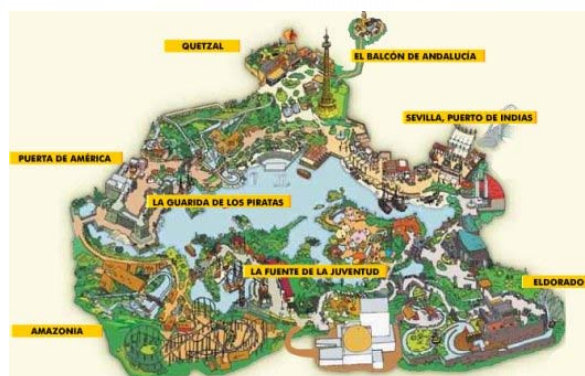 QUETZAL
EL BALCÓN DE ANDALUCÍA
SEVILLA, PUERTO DE INDIAS
PUERTA DE AMÉRICA
LA GUARIDA DE LOS PIRATAS
LA FUENTE DE LA JUVENTUD
ELDORADO
AMAZONIA